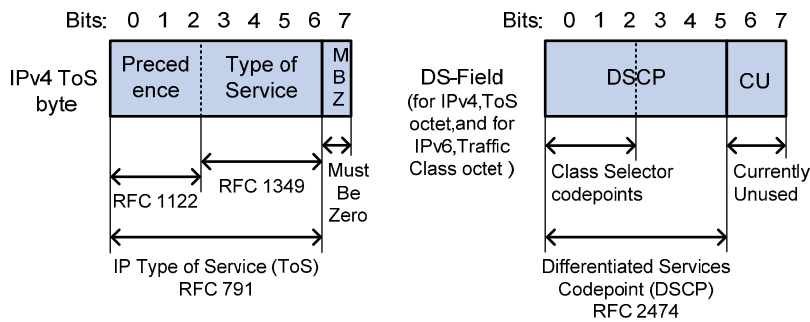 Bits: 0 1 2 3 4 5 6 7
IPv4 ToS
byte
Preced
ence
Type of
Service
M
B
Z
RFC 1122
RFC 1349
Must
Be
Zero
IP Type of Service (ToS)
RFC 791
Bits: 0 1 2 3 4 5 6 7
DS-Field
(for IPv4,ToS
octet,and for
IPv6,Traffic
Class octet )
DSCP
CU
Class Selector
codepoints
Currently
Unused
Differentiated Services
Codepoint (DSCP)
RFC 2474